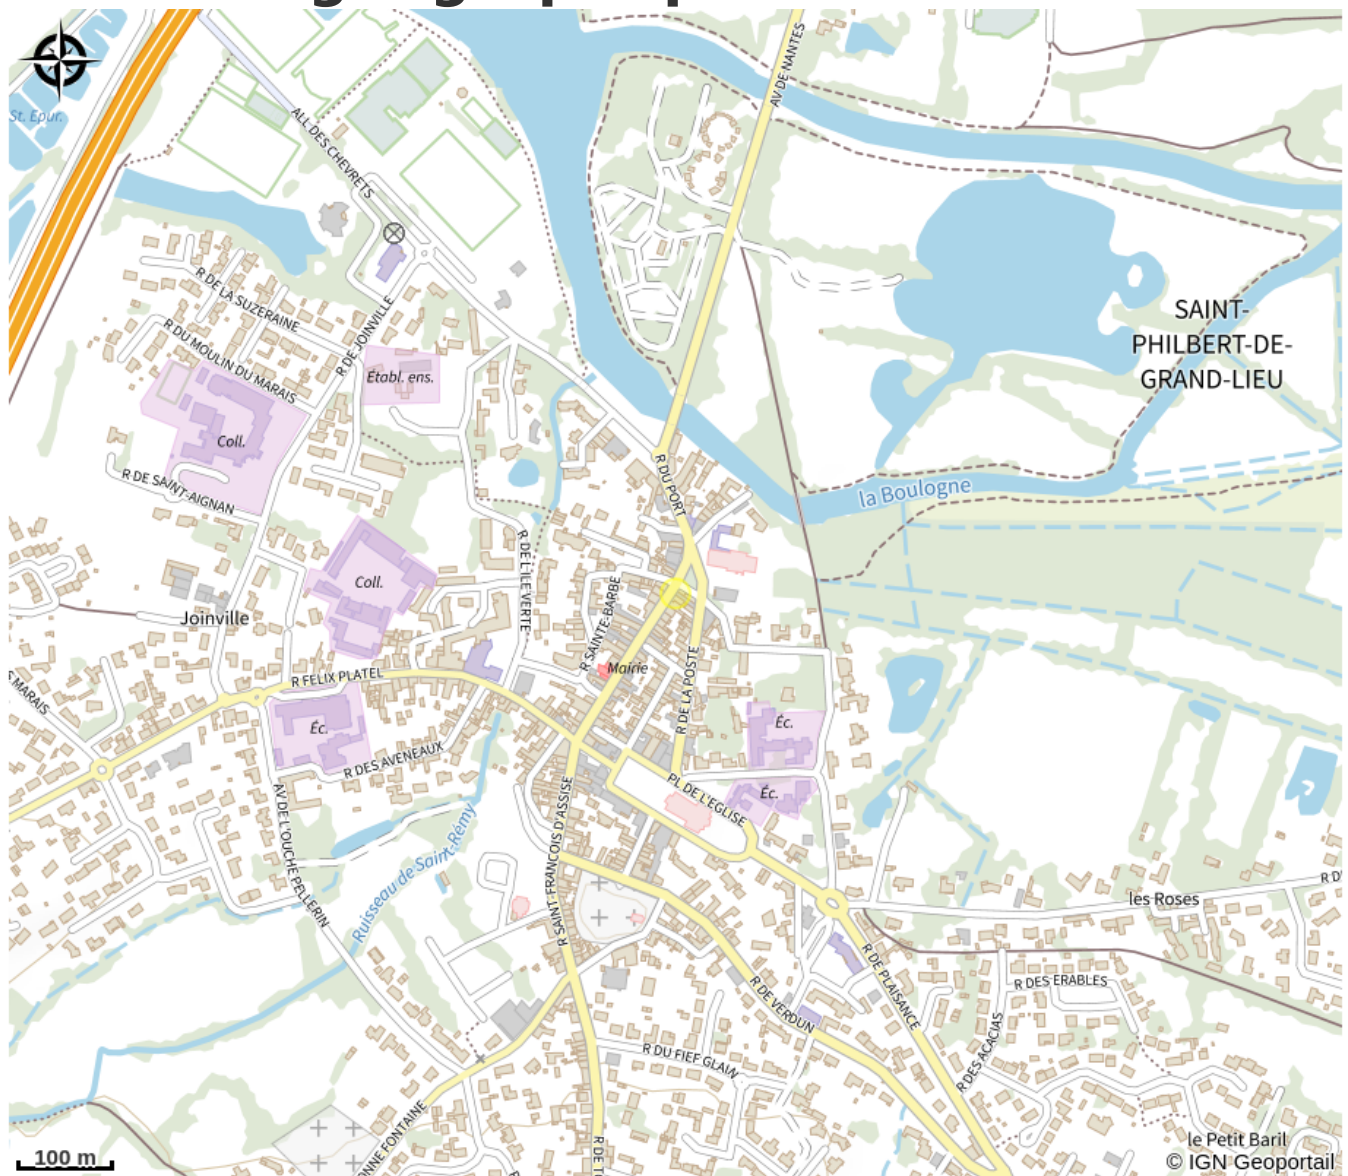 St. Epur.
AV DE NANTES
ALL DES CHEVRETS
R DE LA SUZERAINE
R DU MOULIN DU MARAIS
R DE JOINVILLE
SAINT-
PHILBERT-DE-
GRAND-LIEU
Établ. ens.
Coll.
R DE SAINT-AIGNAN
R DU PORT
la Boulogne
R DE L'ILE VERTE
Coll.
R SAINTE-BARBE
Joinville
Mairie
R FELIX PLATEL
R DE LA POSTE
S MARAIS
Éc.
Éc.
R DES AVENEAUX
PL DE L'EGLISE
Éc.
AV DE L'OUCHE PELLERIN
R SAINT-FRANCOIS D'ASSISE
Ruisseau de Saint-Rémy
les Roses
R D
R DE PLAISANCE
R DE VERDUN
R DES ERABLES
R DU FIEF GLAIN
R DES ACACIAS
ONNE FONTAINE
le Petit Baril
100 m
© IGN Geoportail